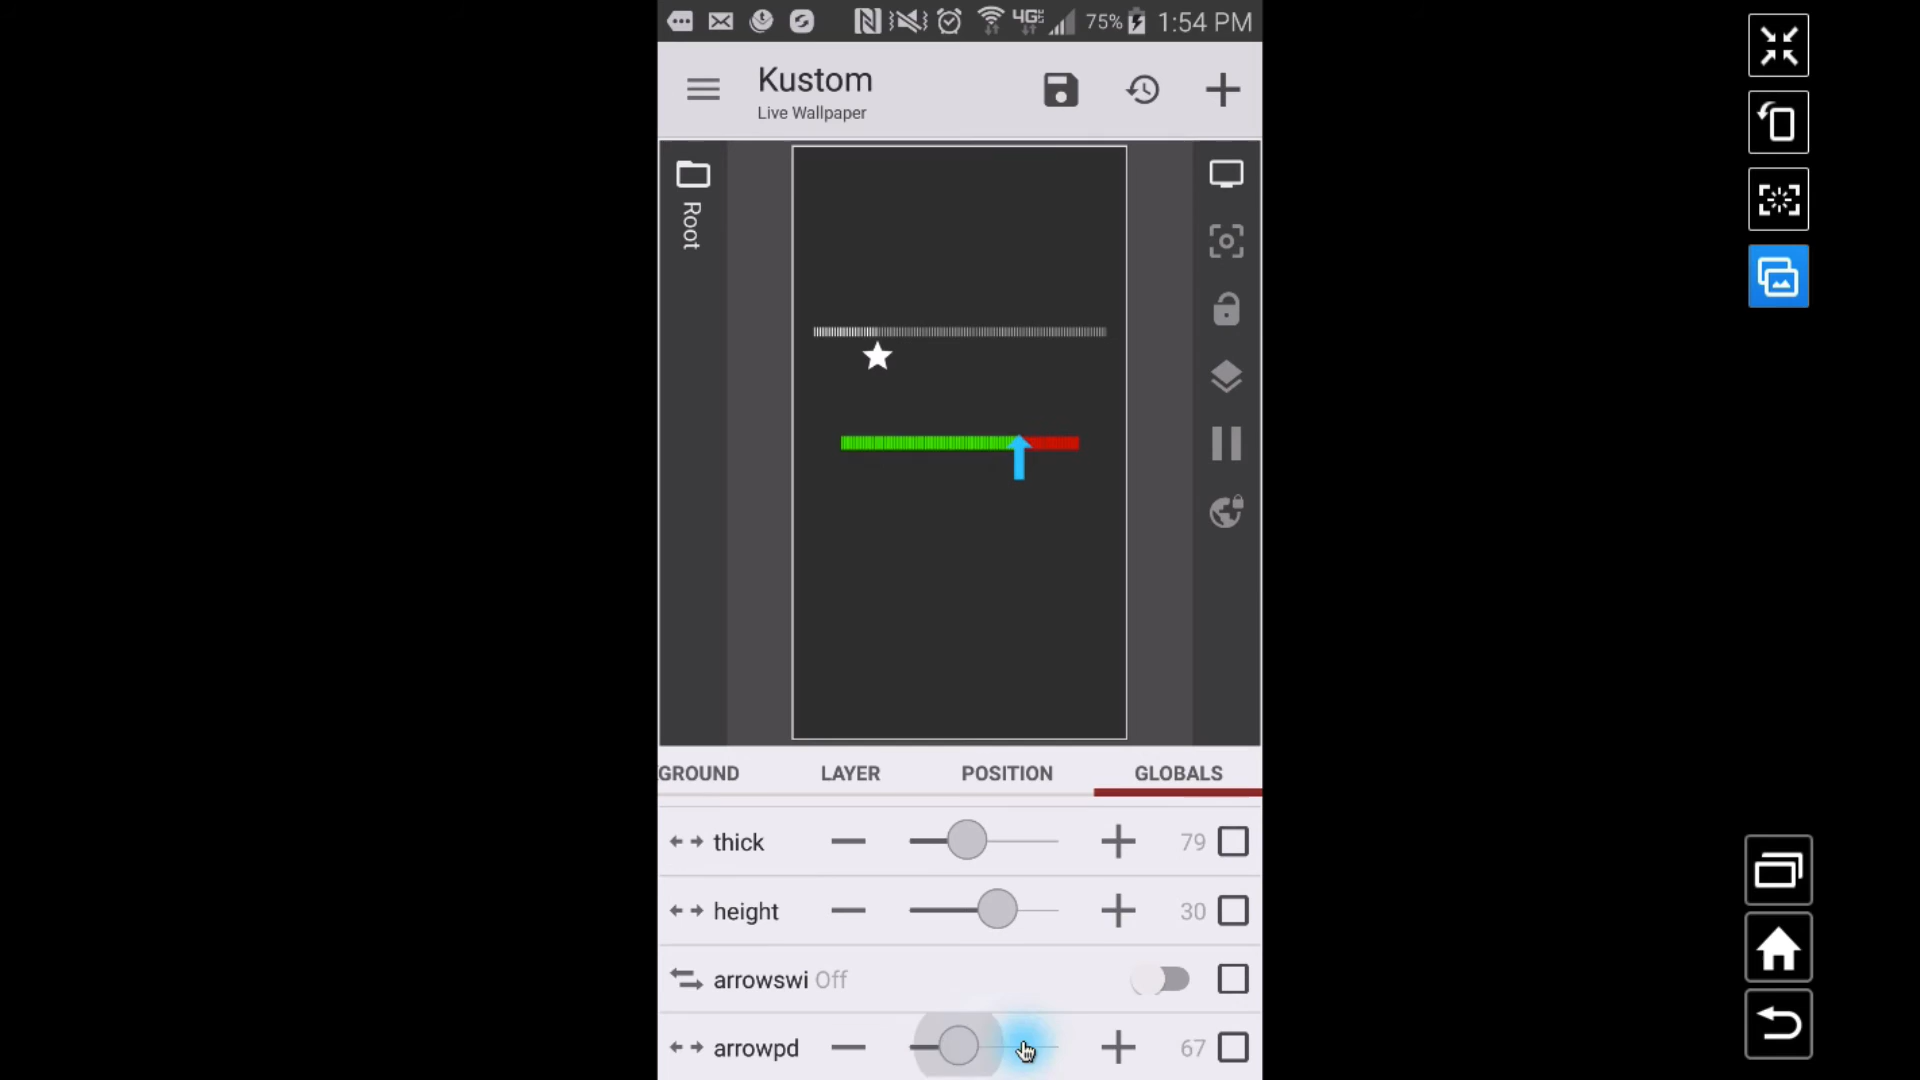 4G 75% 1:54 PM
Kustom
Live Wallpaper
Root
GROUND LAYER POSITION GLOBALS
thick 79
height 30
arrowswi Off
arrowpd 67